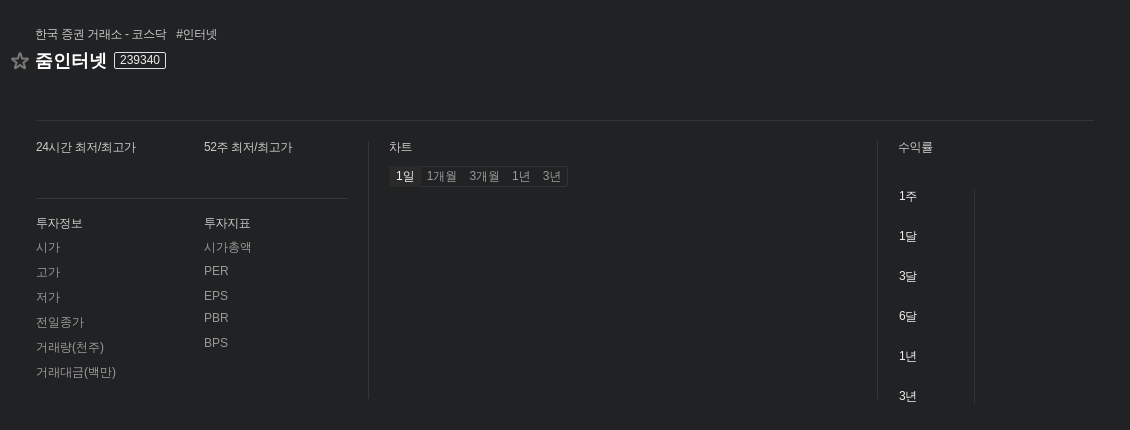 한국 증권 거래소 - 코스닥 #인터넷
줌인터넷 239340
24시간 최저/최고가 52주 최저/최고가
투자정보 투자지표
시가 시가총액
고가 PER
저가 EPS
전일종가 PBR
거래량(천주) BPS
거래대금(백만)
차트
1일 1개월 3개월 1년 3년
수익률
1주
1달
3달
6달
1년
3년